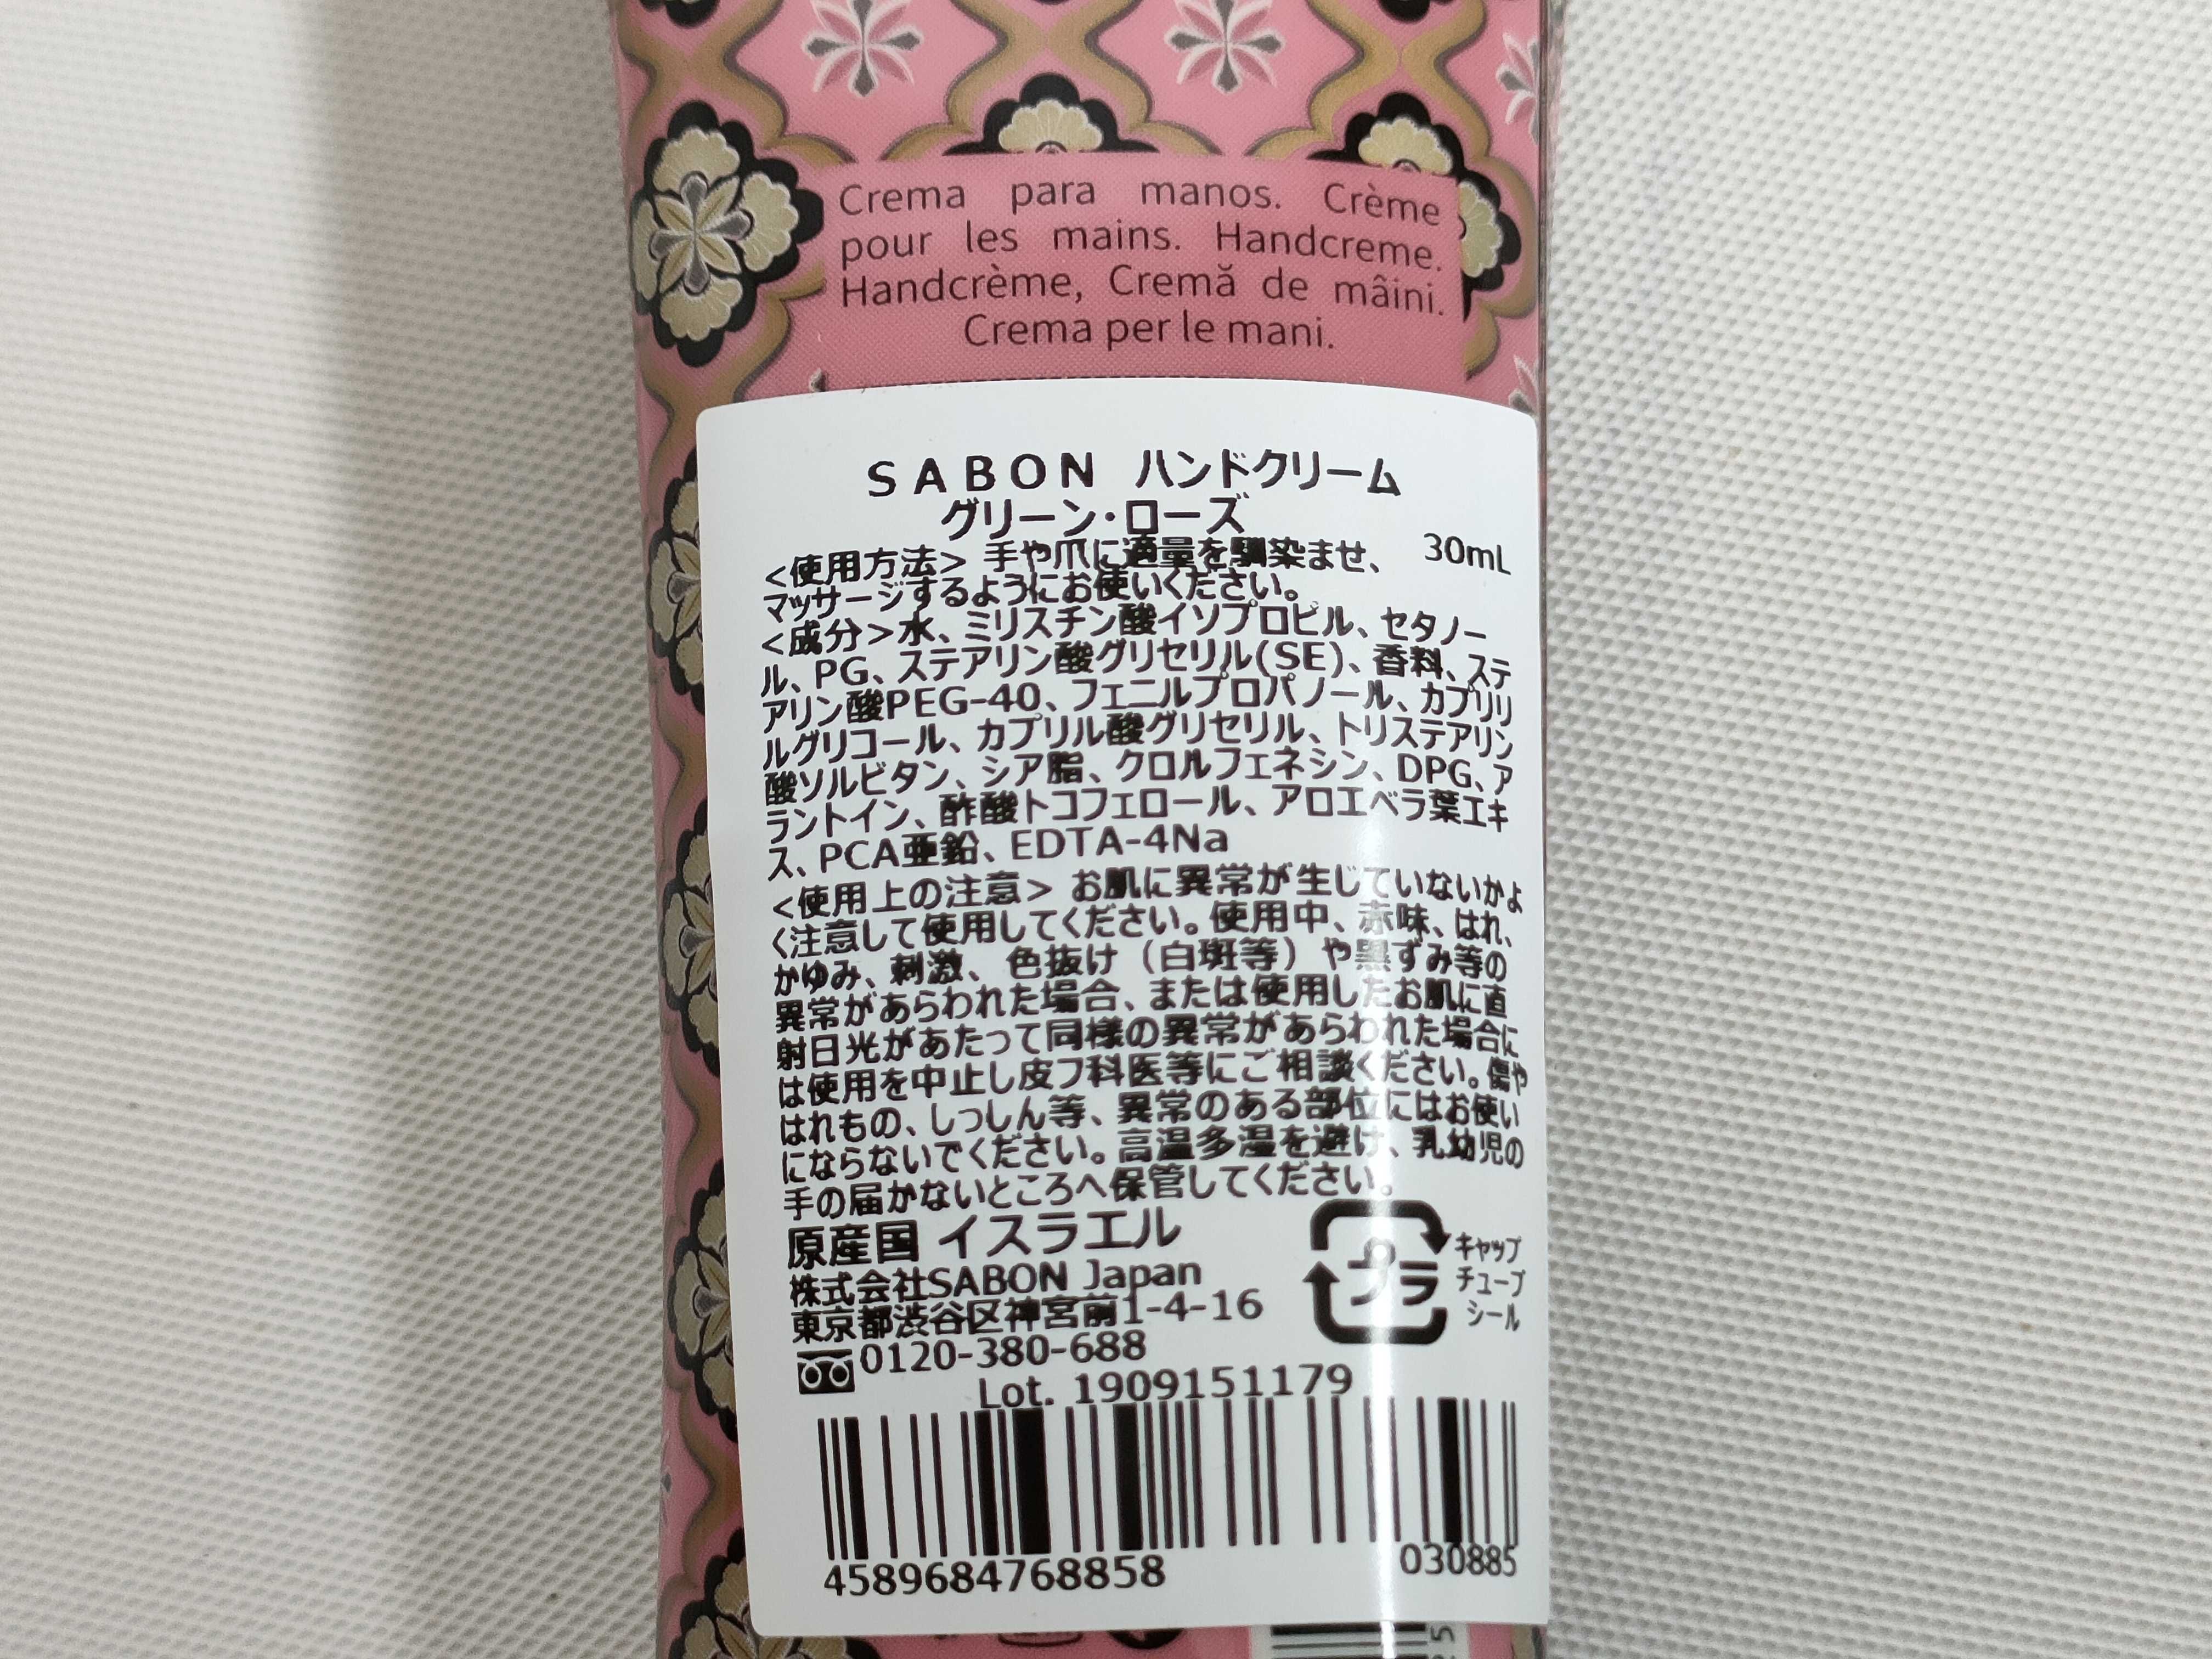 Crema para manos. Crème
pour les mains. Handcreme.
Handcrème, Cremă de mâini.
Crema per le mani.
SABON ハンドクリーム
グリーン・ローズ
30mL
<使用方法> 手や爪に適量を馴染ませ、
マッサージするようにお使いください。
<成分>水、ミリスチン酸イソプロピル、セタノー
ル、PG、ステアリン酸グリセリル(SE)、香料、ステ
アリン酸PEG-40、フェニルプロパノール、カプリリ
ルグリコール、カプリル酸グリセリル、トリステアリン
酸ソルビタン、シア脂、クロルフェネシン、DPG、ア
ラントイン、酢酸トコフェロール、アロエベラ葉エキ
ス、PCA亜鉛、EDTA-4Na
<使用上の注意> お肌に異常が生じていないかよ
く注意して使用してください。使用中、赤味、はれ、
かゆみ、刺激、色抜け（白斑等）や黒ずみ等の
異常があらわれた場合、または使用したお肌に直
射日光があたって同様の異常があらわれた場合に
は使用を中止し皮フ科医等にご相談ください。傷や
はれもの、しっしん等、異常のある部位にはお使い
にならないでください。高温多湿を避け、乳幼児の
手の届かないところへ保管してください。
原産国 イスラエル
株式会社SABON Japan
東京都渋谷区神宮前1-4-16
0120-380-688
プラ
キャップ
チューブ
シール
Lot. 1909151179
4589684768858
030885